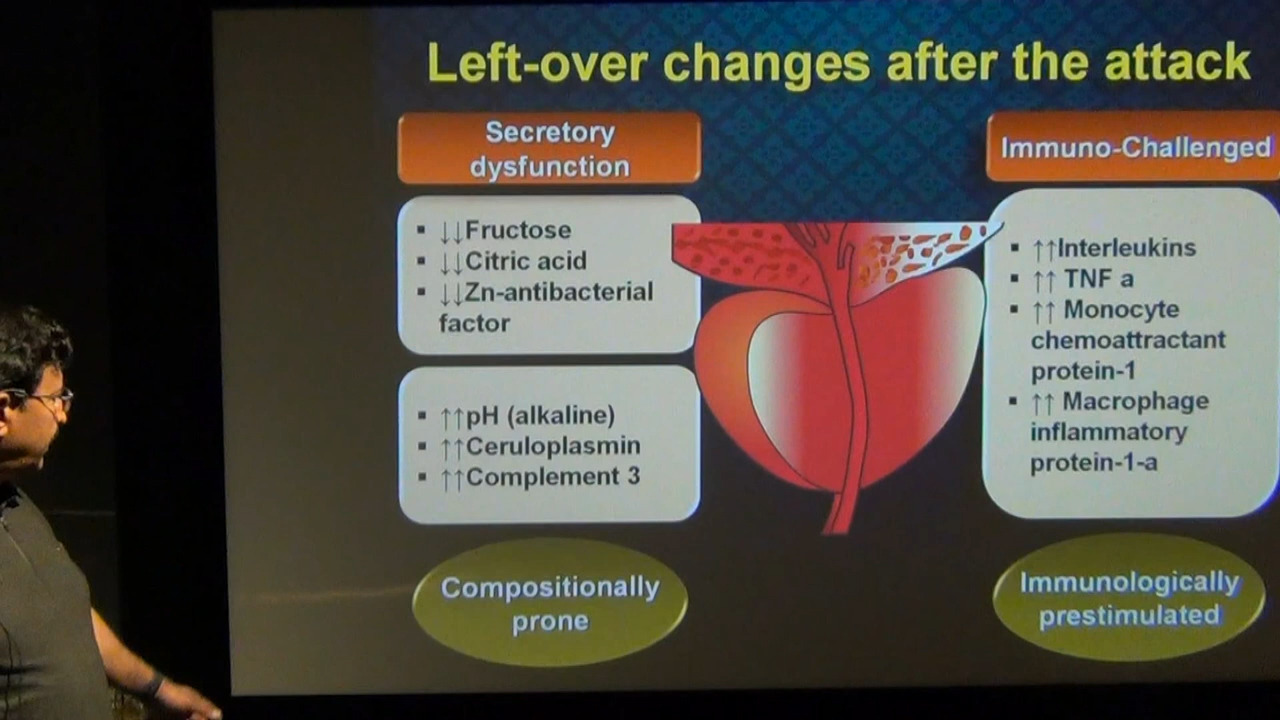 Left-over changes after the attack
Secretory
dysfunction
▪ ↓↓Fructose
▪ ↓↓Citric acid
▪ ↓↓Zn-antibacterial
factor
▪ ↑↑pH (alkaline)
▪ ↑↑Ceruloplasmin
▪ ↑↑Complement 3
Compositionally
prone
Immuno-Challenged
▪ ↑↑Interleukins
▪ ↑↑ TNF a
▪ ↑↑ Monocyte
chemoattractant
protein-1
▪ ↑↑ Macrophage
inflammatory
protein-1-a
Immunologically
prestimulated